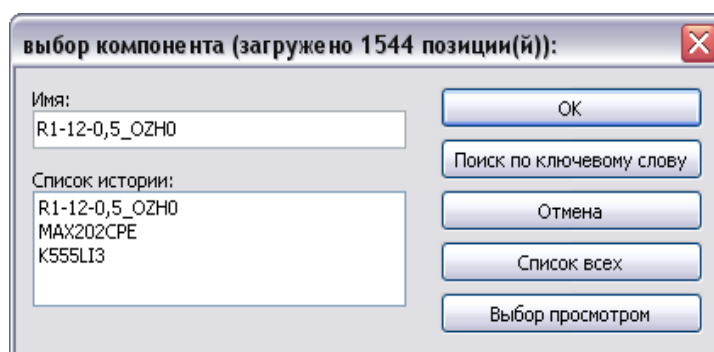 выбор компонента (загружено 1544 позиции(й)):
Имя:
R1-12-0,5_OZH0
Список истории:
R1-12-0,5_OZH0
MAX202CPE
K555LI3
OK
Поиск по ключевому слову
Отмена
Список всех
Выбор просмотром